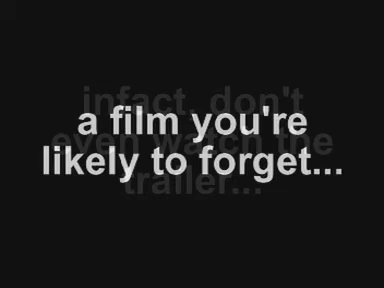 a film you're
likely to forget...
infact, don't
even watch the
trailer...